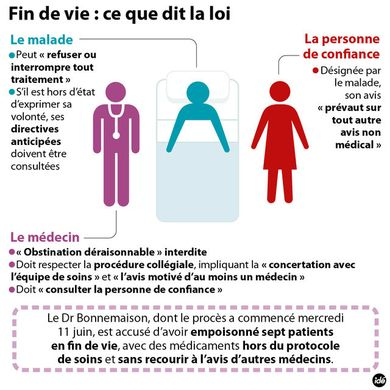 Fin de vie : ce que dit la loi
Le malade
● Peut « refuser ou
interrompre tout
traitement »
● S'il est hors d'état
d'exprimer sa
volonté, ses
directives
anticipées
doivent être
consultées
La personne
de confiance
● Désignée par
le malade,
son avis
« prévaut sur
tout autre
avis non
médical »
Le médecin
● « Obstination déraisonnable » interdite
● Doit respecter la procédure collégiale, impliquant la « concertation avec
l'équipe de soins » et « l'avis motivé d'au moins un médecin »
● Doit « consulter la personne de confiance »
Le Dr Bonnemaison, dont le procès a commencé mercredi
11 juin, est accusé d'avoir empoisonné sept patients
en fin de vie, avec des médicaments hors du protocole
de soins et sans recourir à l'avis d'autres médecins.
idé